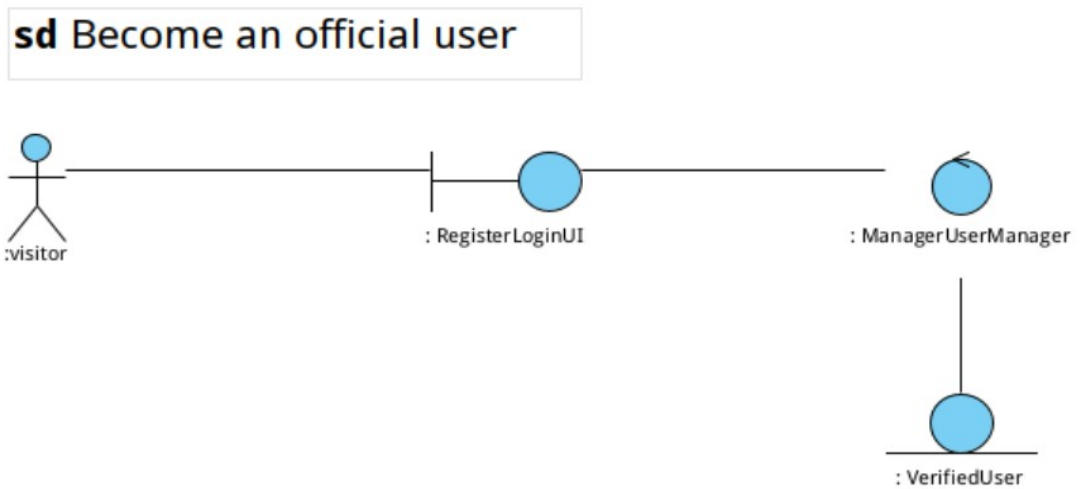 sd Become an official user
:visitor
: RegisterLoginUI
: ManagerUserManager
: VerifiedUser